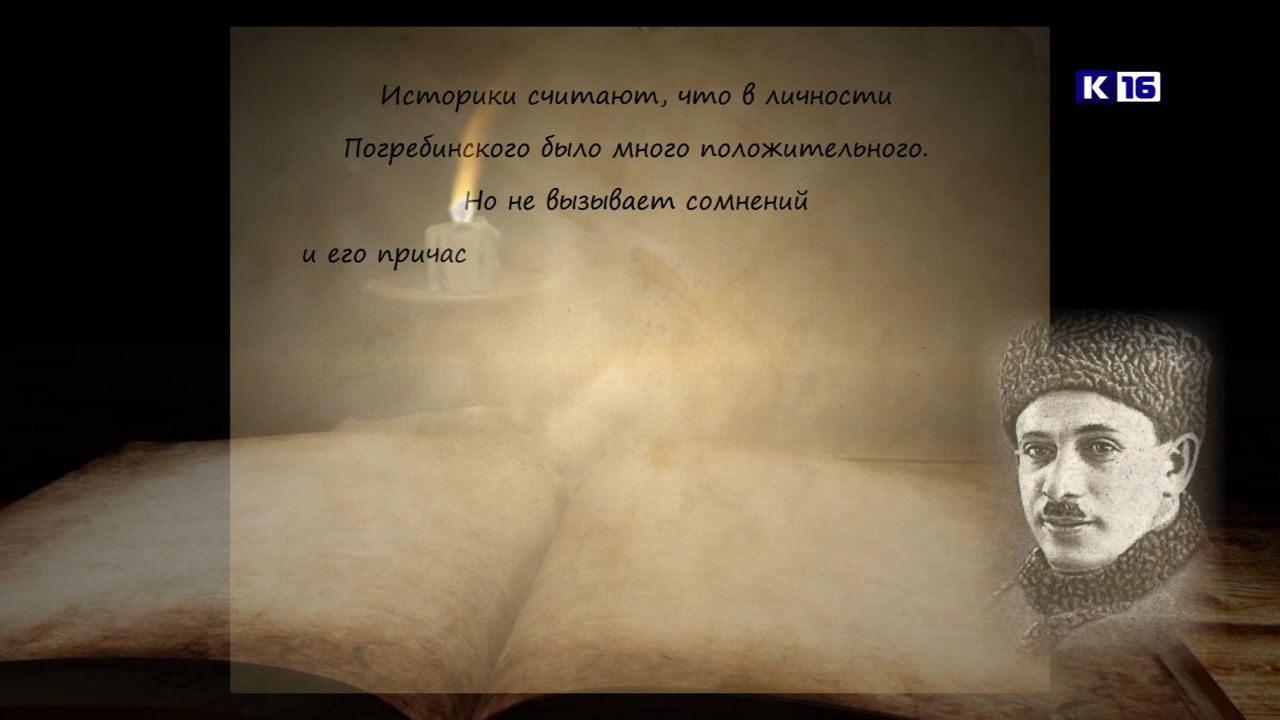 Историки считают, что в личности
Погребинского было много положительного.
Но не вызывает сомнений
и его причас
К 16